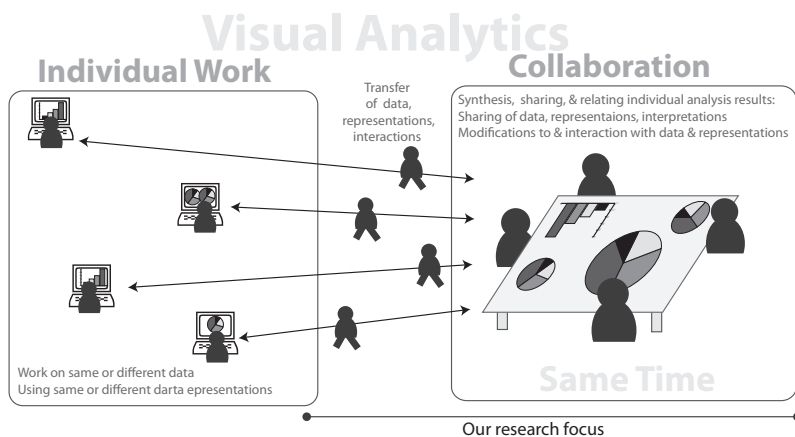 Visual Analytics
Individual Work
Collaboration
Transfer
of data,
representations,
interactions
Synthesis, sharing, & relating individual analysis results:
Sharing of data, representaions, interpretations
Modifications to & interaction with data & representations
Work on same or different data
Using same or different darta epresentations
Same Time
Our research focus